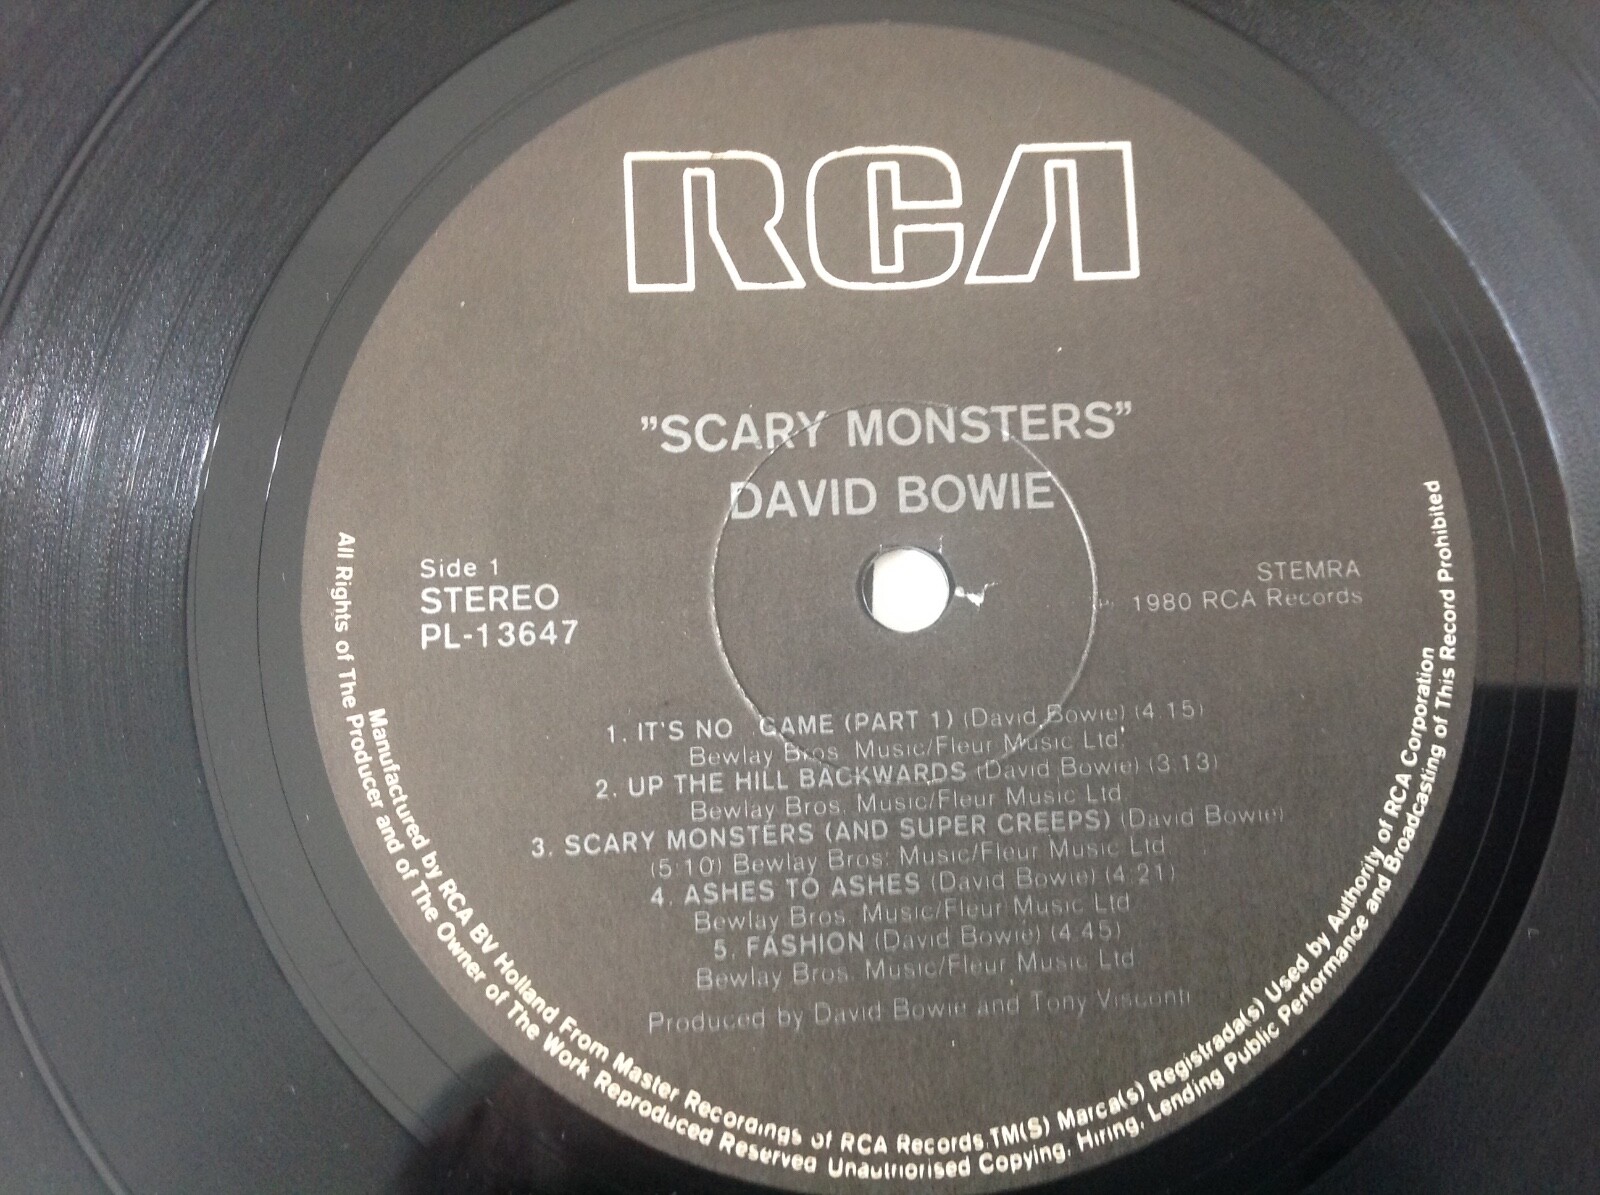 RCA
”SCARY MONSTERS”
DAVID BOWIE
Side 1
STEREO
PL-13647
STEMRA
℗ 1980 RCA Records
1. IT'S NO GAME (PART 1) (David Bowie) (4.15)
Bewlay Bros. Music/Fleur Music Ltd.
2. UP THE HILL BACKWARDS (David Bowie) (3.13)
Bewlay Bros. Music/Fleur Music Ltd
3. SCARY MONSTERS (AND SUPER CREEPS) (David Bowie)
(5:10) Bewlay Bros. Music/Fleur Music Ltd
4. ASHES TO ASHES (David Bowie) (4.21)
Bewlay Bros. Music/Fleur Music Ltd
5. FASHION (David Bowie) (4.45)
Bewlay Bros. Music/Fleur Music Ltd
Produced by David Bowie and Tony Visconti
Manufactured by RCA BV Holland From Master Recordings of RCA Records.TM(S) Marca(s) Registrada(s) Used by Authority of RCA Corporation
All Rights of The Producer and of The Owner of The Work Reproduced Reserved Unauthorised Copying, Hiring, Lending Public Performance and Broadcasting of This Record Prohibited